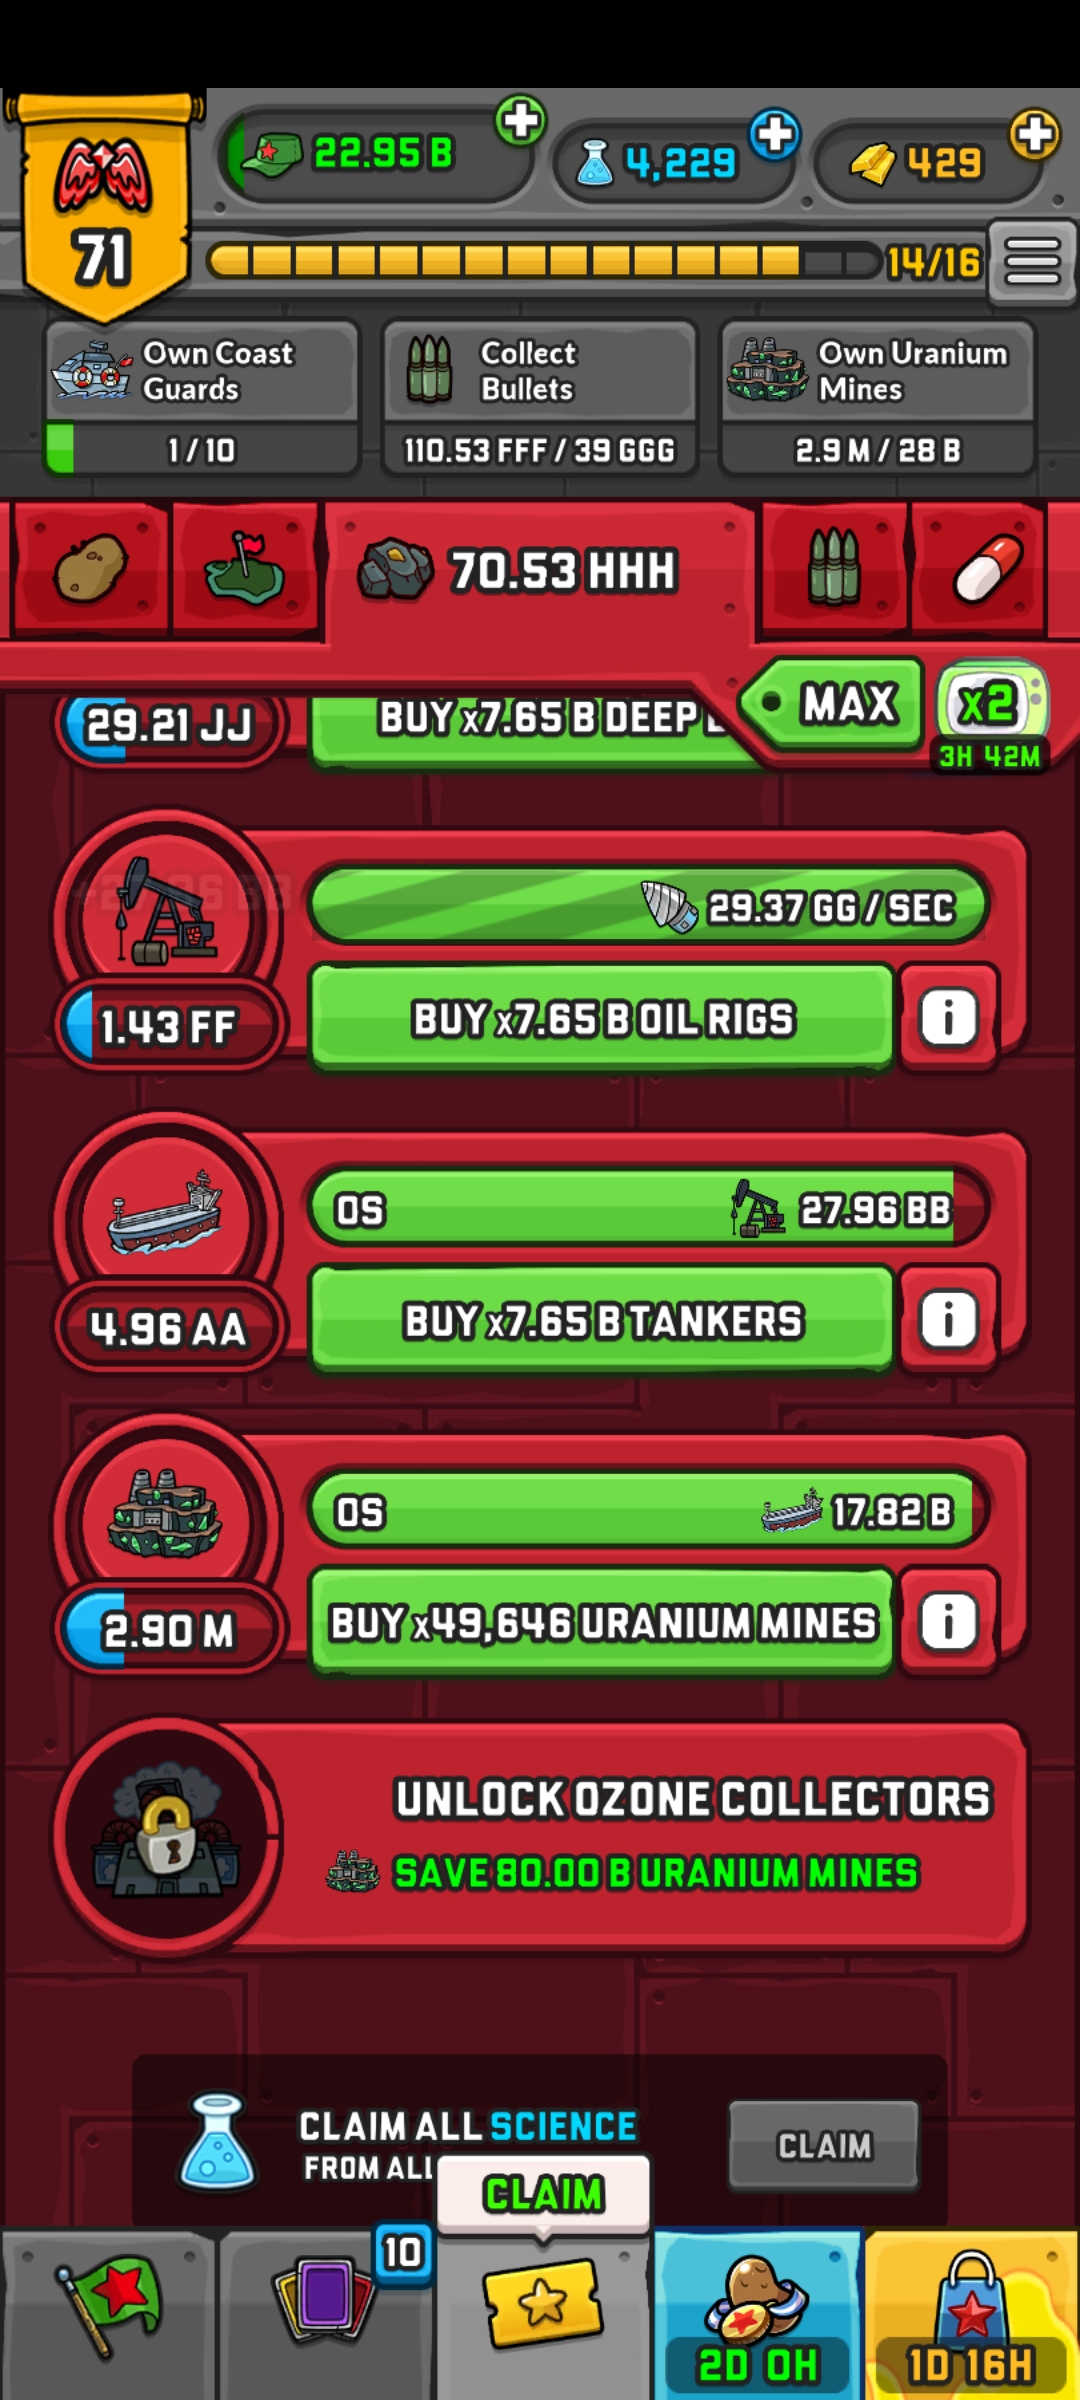 71
22.95 B
4,229
429
14/16
Own Coast
Guards
1 / 10
Collect
Bullets
110.53 FFF / 39 GGG
Own Uranium
Mines
2.9 M / 28 B
70.53 HHH
MAX
x2
3H 42M
29.21 JJ
BUY x7.65 B DEEP
29.37 GG / SEC
1.43 FF
BUY x7.65 B OIL RIGS
i
0S
27.96 BB
4.96 AA
BUY x7.65 B TANKERS
i
0S
17.82 B
2.90 M
BUY x49,646 URANIUM MINES
i
UNLOCK OZONE COLLECTORS
SAVE 80.00 B URANIUM MINES
CLAIM ALL SCIENCE
FROM ALL
CLAIM
CLAIM
10
2D 0H
1D 16H